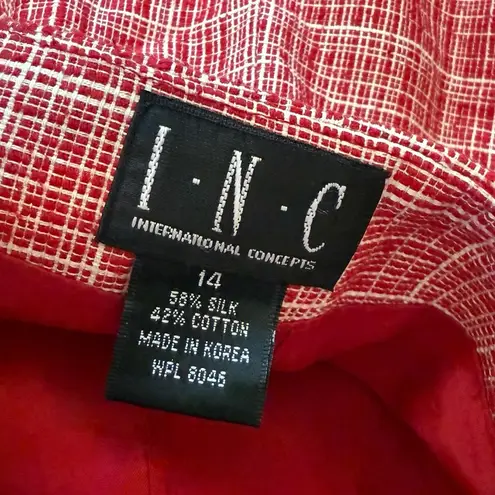 I·N·C
INTERNATIONAL CONCEPTS
14
58% SILK
42% COTTON
MADE IN KOREA
WPL 8046